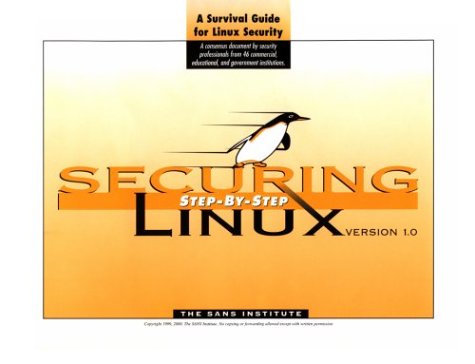 A Survival Guide
for Linux Security
A consensus document by security
professionals from 46 commercial,
educational, and government institutions.
SECURING
STEP-BY-STEP
LINUX
VERSION 1.0
THE SANS INSTITUTE
Copyright 1999, 2000. The SANS Institute. No copying or forwarding allowed except with written permission.